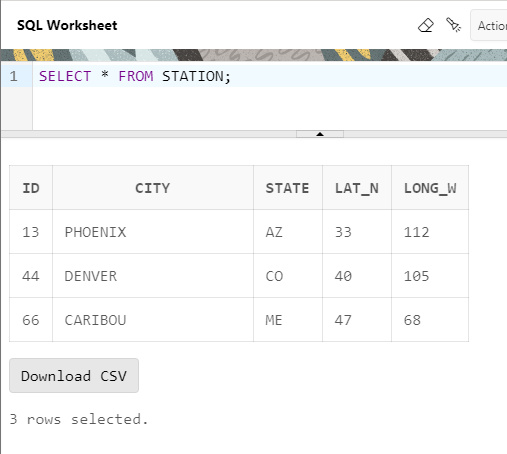 SQL Worksheet
Actio
1 SELECT * FROM STATION;
ID CITY STATE LAT_N LONG_W
13 PHOENIX AZ 33 112
44 DENVER CO 40 105
66 CARIBOU ME 47 68
Download CSV
3 rows selected.